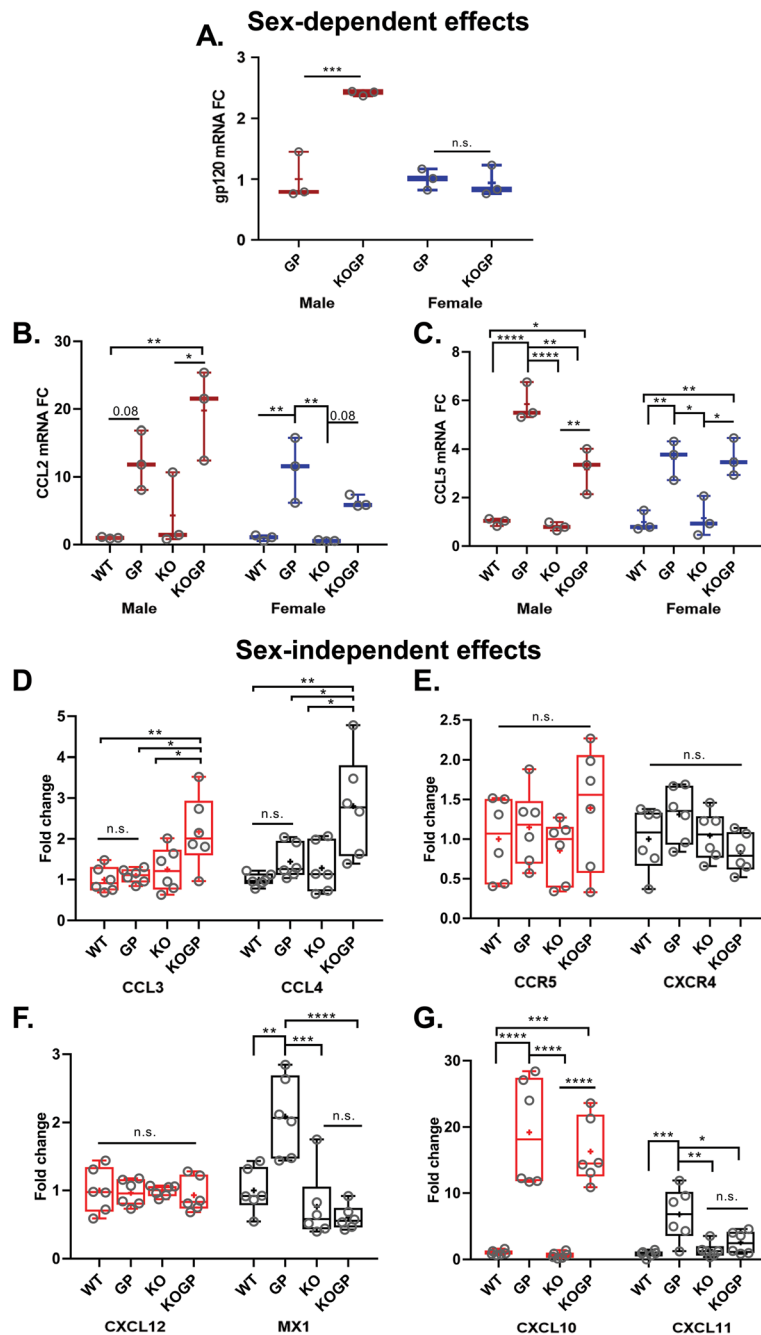 Sex-dependent effects
A.
gp120 mRNA FC
3
2
1
0
***
n.s.
GP
KOGP
GP
KOGP
Male
Female
B.
CCL2 mRNA FC
30
20
10
0
**
*
0.08
**
**
0.08
WT
GP
KO
KOGP
WT
GP
KO
KOGP
Male
Female
C.
CCL5 mRNA FC
8
6
4
2
0
*
****
**
****
**
**
**
*
*
WT
GP
KO
KOGP
WT
GP
KO
KOGP
Male
Female
Sex-independent effects
D
Fold change
5
4
3
2
1
0
**
*
*
n.s.
**
*
*
n.s.
WT
GP
KO
KOGP
WT
GP
KO
KOGP
CCL3
CCL4
E.
Fold change
2.5
2.0
1.5
1.0
0.5
0.0
n.s.
n.s.
WT
GP
KO
KOGP
WT
GP
KO
KOGP
CCR5
CXCR4
F.
Fold change
3
2
1
0
n.s.
****
**
***
n.s.
WT
GP
KO
KOGP
WT
GP
KO
KOGP
CXCL12
MX1
G.
Fold change
30
20
10
0
***
****
****
****
***
*
**
n.s.
WT
GP
KO
KOGP
WT
GP
KO
KOGP
CXCL10
CXCL11